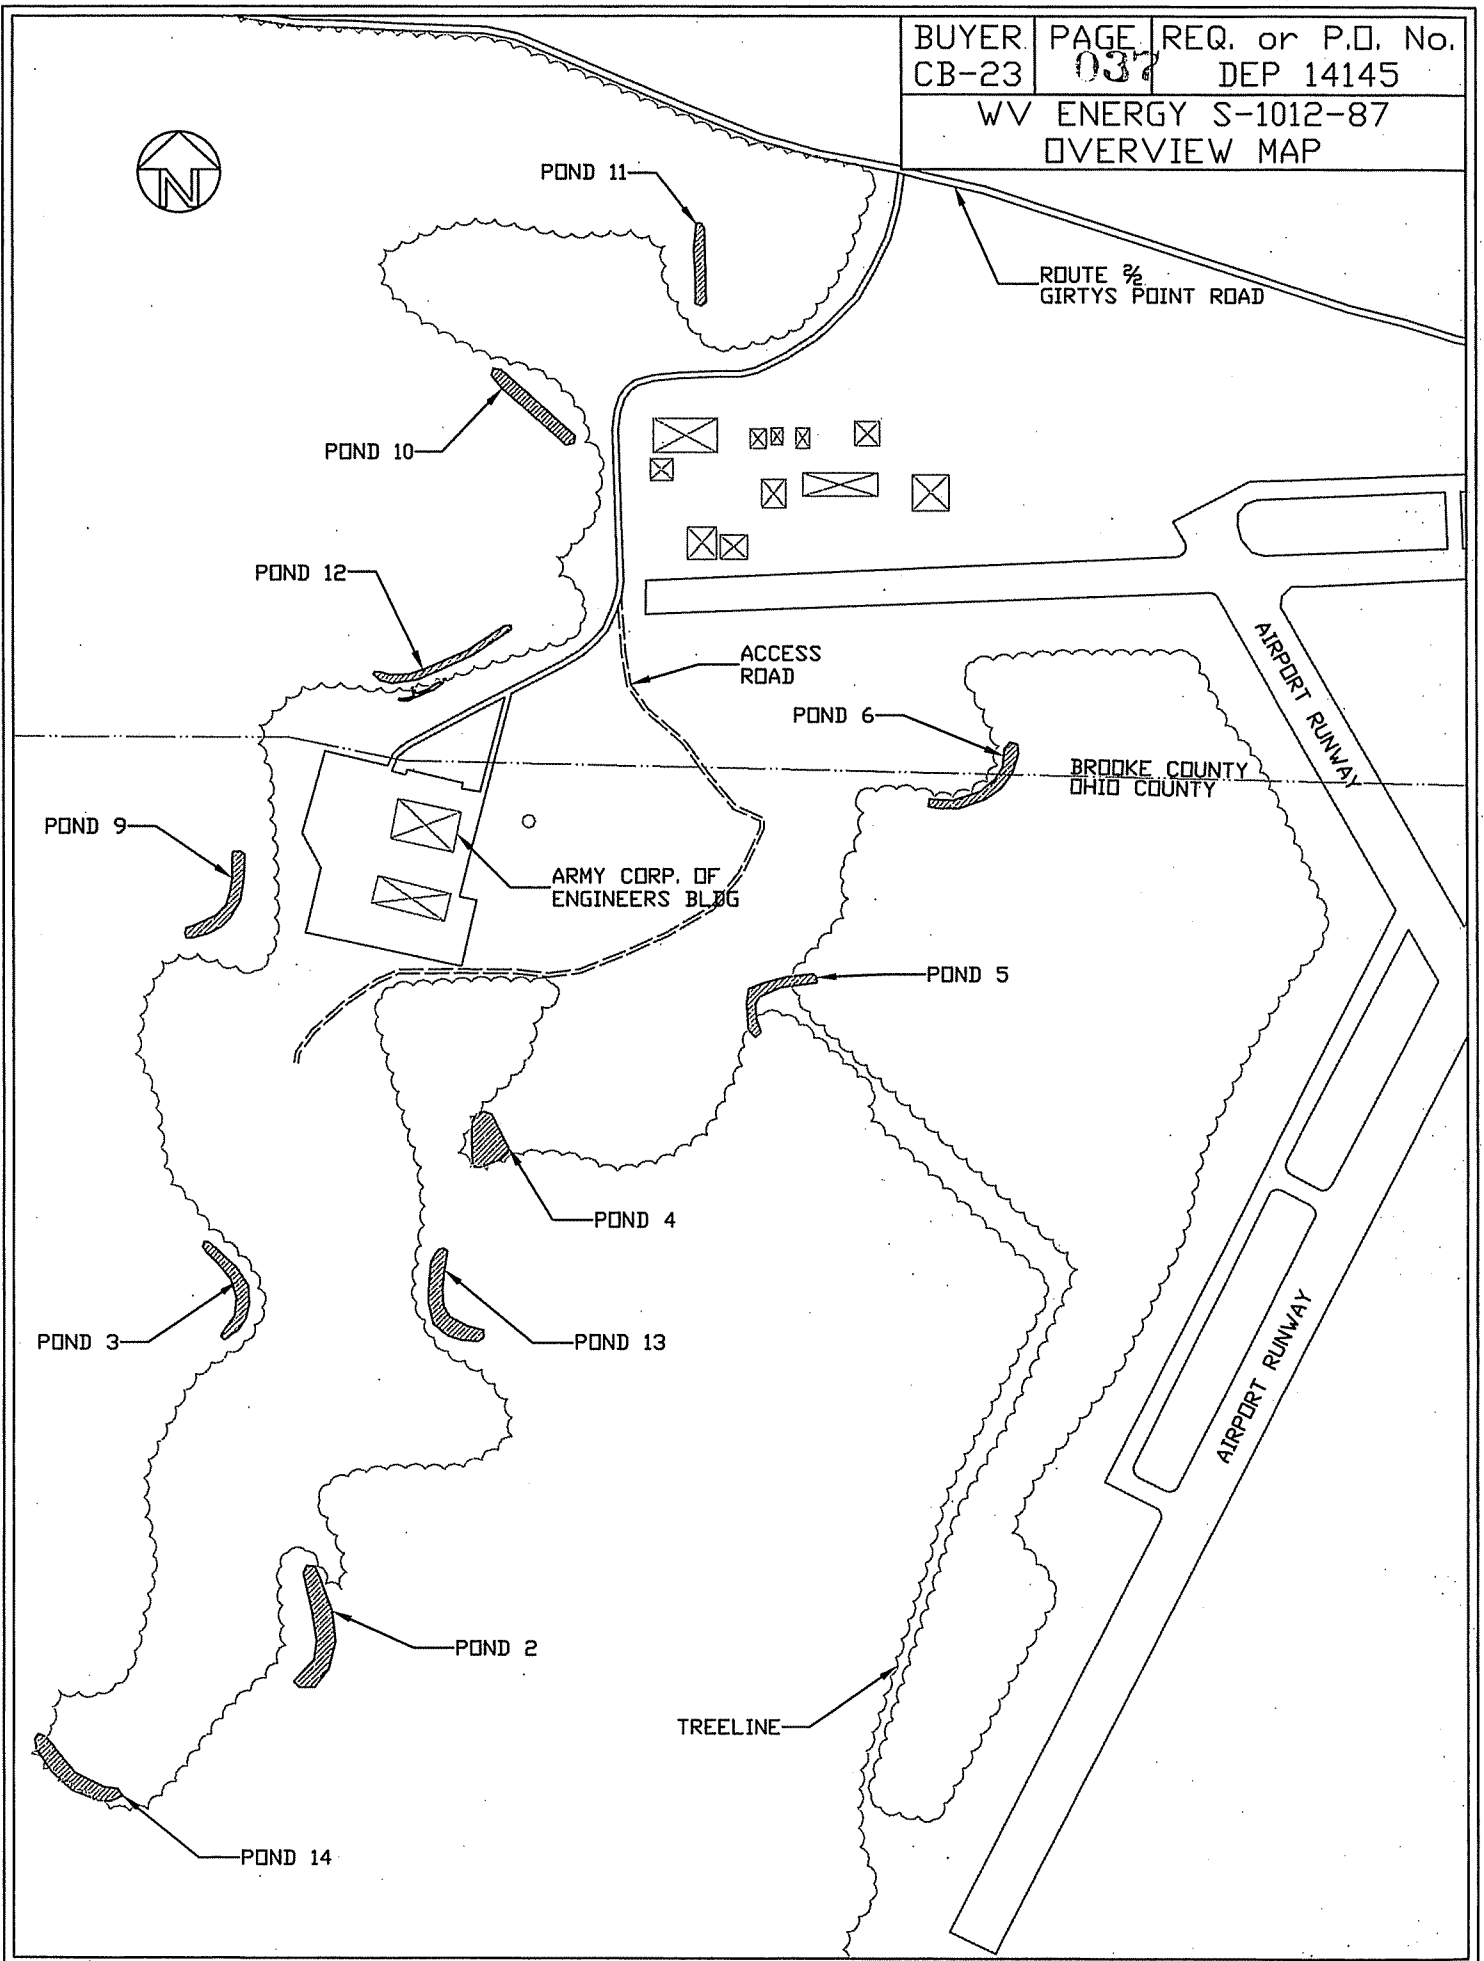 BUYER PAGE REQ. or P.O. No.
CB-23 037 DEP 14145
WV ENERGY S-1012-87
OVERVIEW MAP
N
POND 11
ROUTE 2/2
GIRTYS POINT ROAD
POND 10
POND 12
ACCESS
ROAD
AIRPORT RUNWAY
POND 6
BROOKE COUNTY
OHIO COUNTY
POND 9
ARMY CORP. OF
ENGINEERS BLDG
POND 5
POND 4
POND 3
POND 13
AIRPORT RUNWAY
POND 2
TREELINE
POND 14